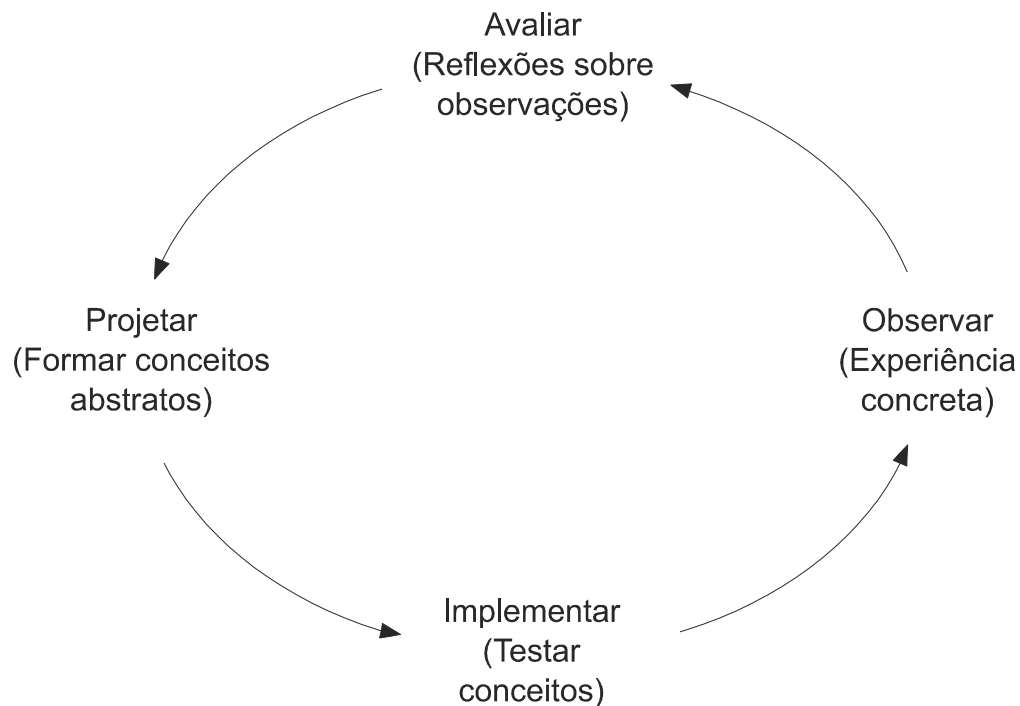 Avaliar
(Reflexões sobre
observações)
Projetar
(Formar conceitos
abstratos)
Observar
(Experiência
concreta)
Implementar
(Testar
conceitos)